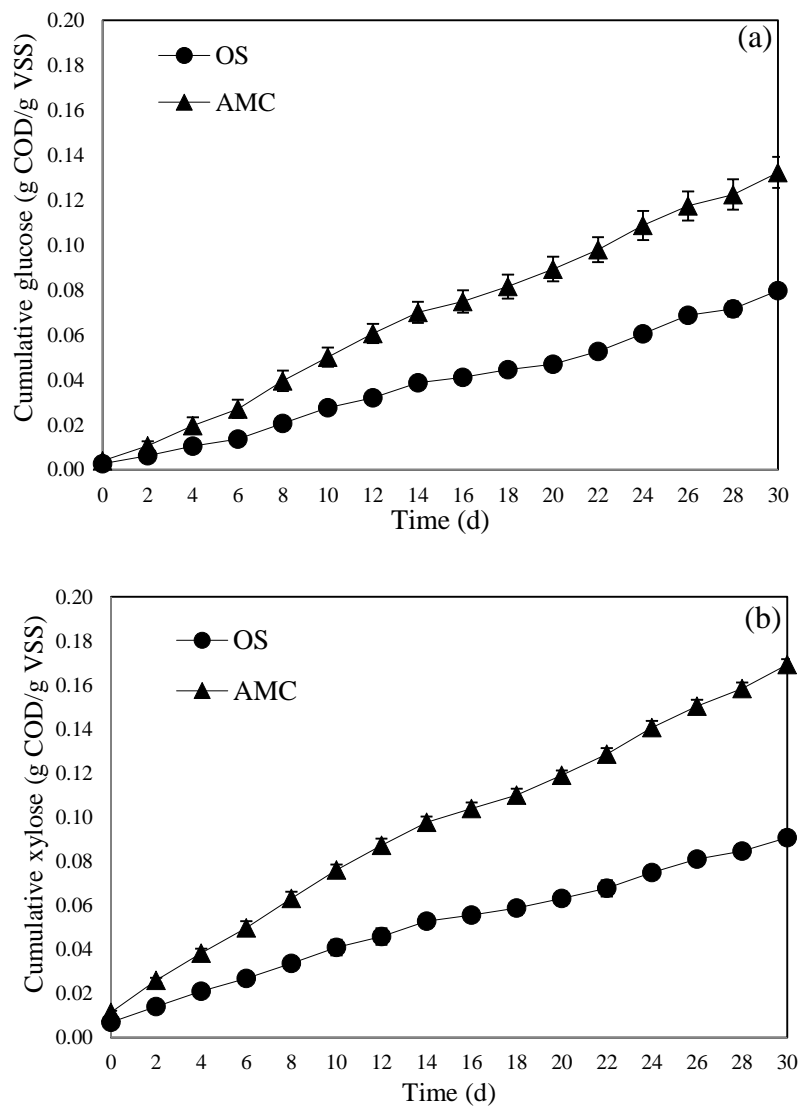 (a)
OS
AMC
Cumulative glucose (g COD/g VSS)
0.20
0.18
0.16
0.14
0.12
0.10
0.08
0.06
0.04
0.02
0.00
0 2 4 6 8 10 12 14 16 18 20 22 24 26 28 30
Time (d)
(b)
OS
AMC
Cumulative xylose (g COD/g VSS)
0.20
0.18
0.16
0.14
0.12
0.10
0.08
0.06
0.04
0.02
0.00
0 2 4 6 8 10 12 14 16 18 20 22 24 26 28 30
Time (d)